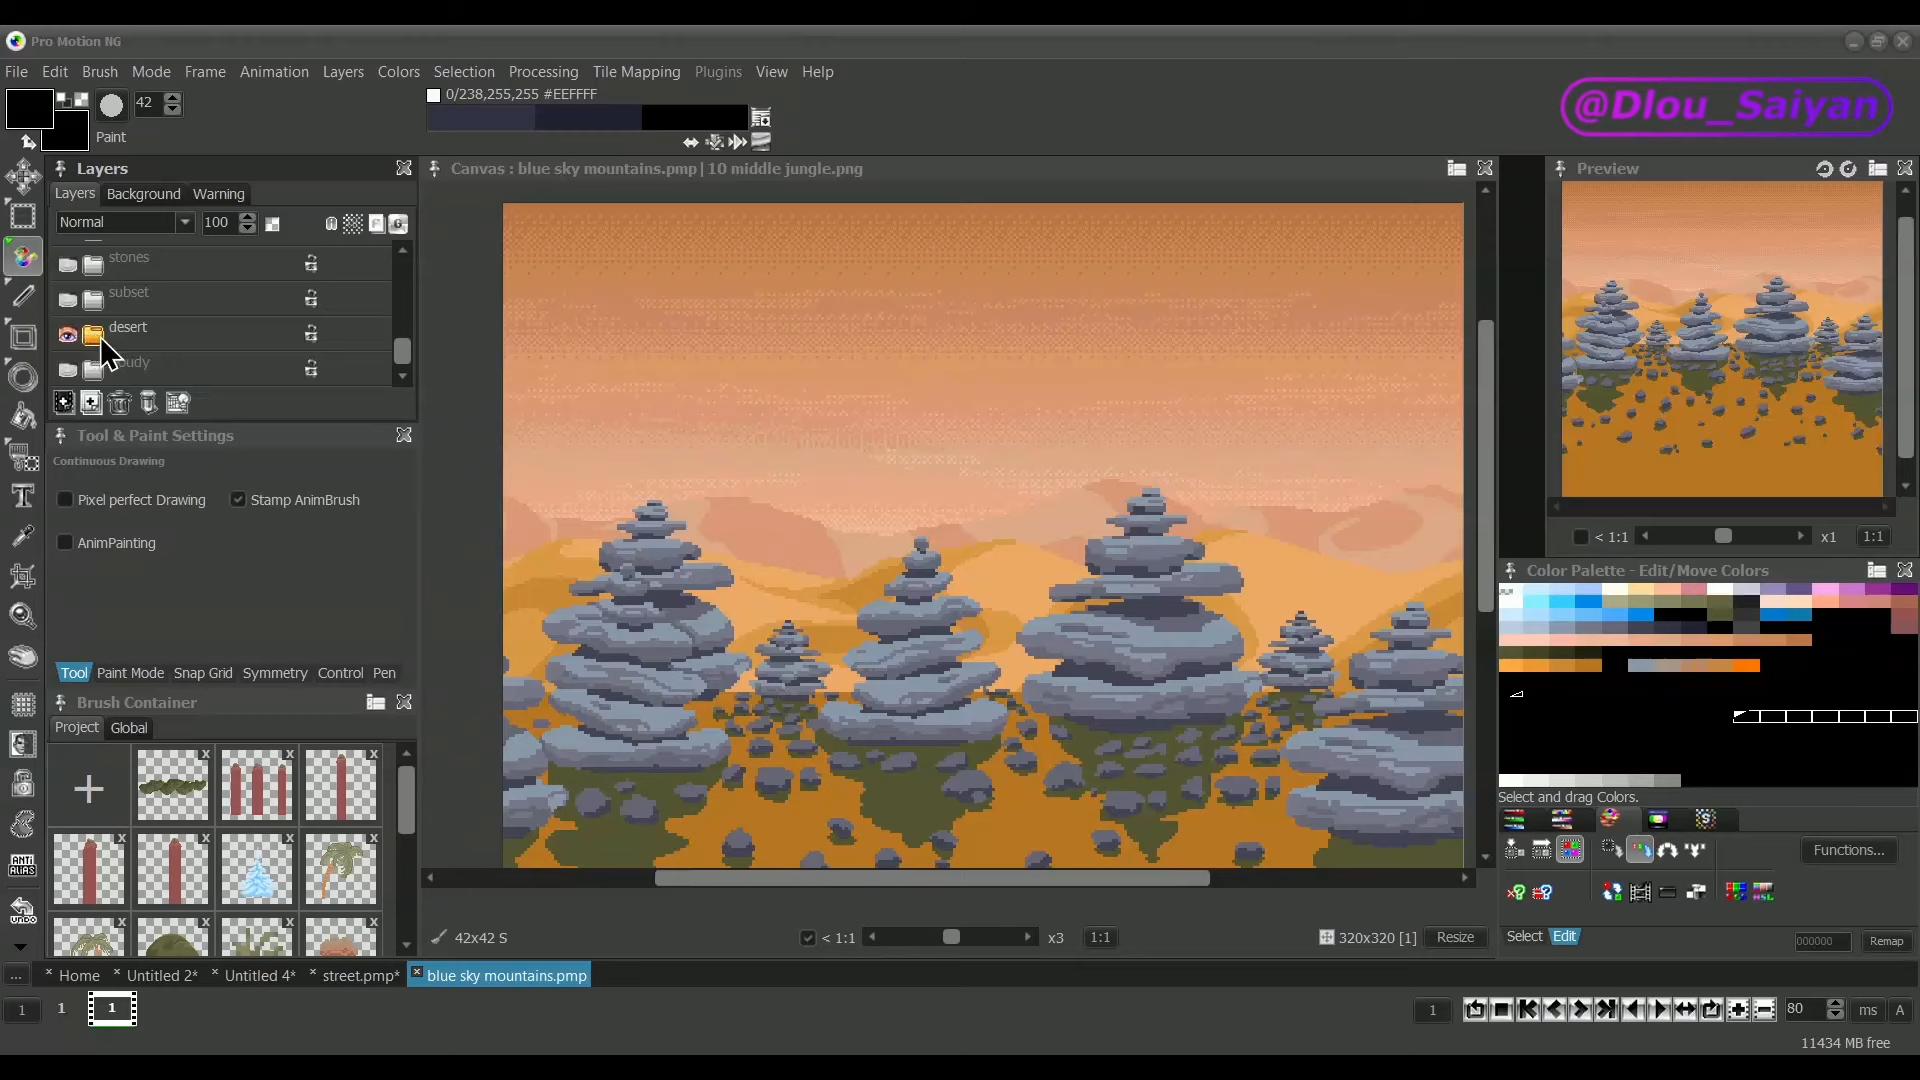 Pro Motion NG
File Edit Brush Mode Frame Animation Layers Colors Selection Processing Tile Mapping Plugins View Help
@Dlou_Saiyan
42
Paint
0/238,255,255 #EEFFFF
Layers
Layers Background Warning
Normal 100
stones
subset
desert
Canvas : blue sky mountains.pmp | 10 middle jungle.png
Preview
Tool & Paint Settings
Continuous Drawing
Pixel perfect Drawing Stamp AnimBrush
AnimPainting
Tool Paint Mode Snap Grid Symmetry Control Pen
Brush Container
Project Global
ANTI
ALIAS
UNDO
< 1:1 x1 1:1
Color Palette - Edit/Move Colors
Select and drag Colors.
Functions...
Select Edit 000000 Remap
42x42 S < 1:1 x3 1:1 320x320 [1] Resize
... Home Untitled 2* Untitled 4* street.pmp* blue sky mountains.pmp
1 1 1 1 80 ms A
11434 MB free